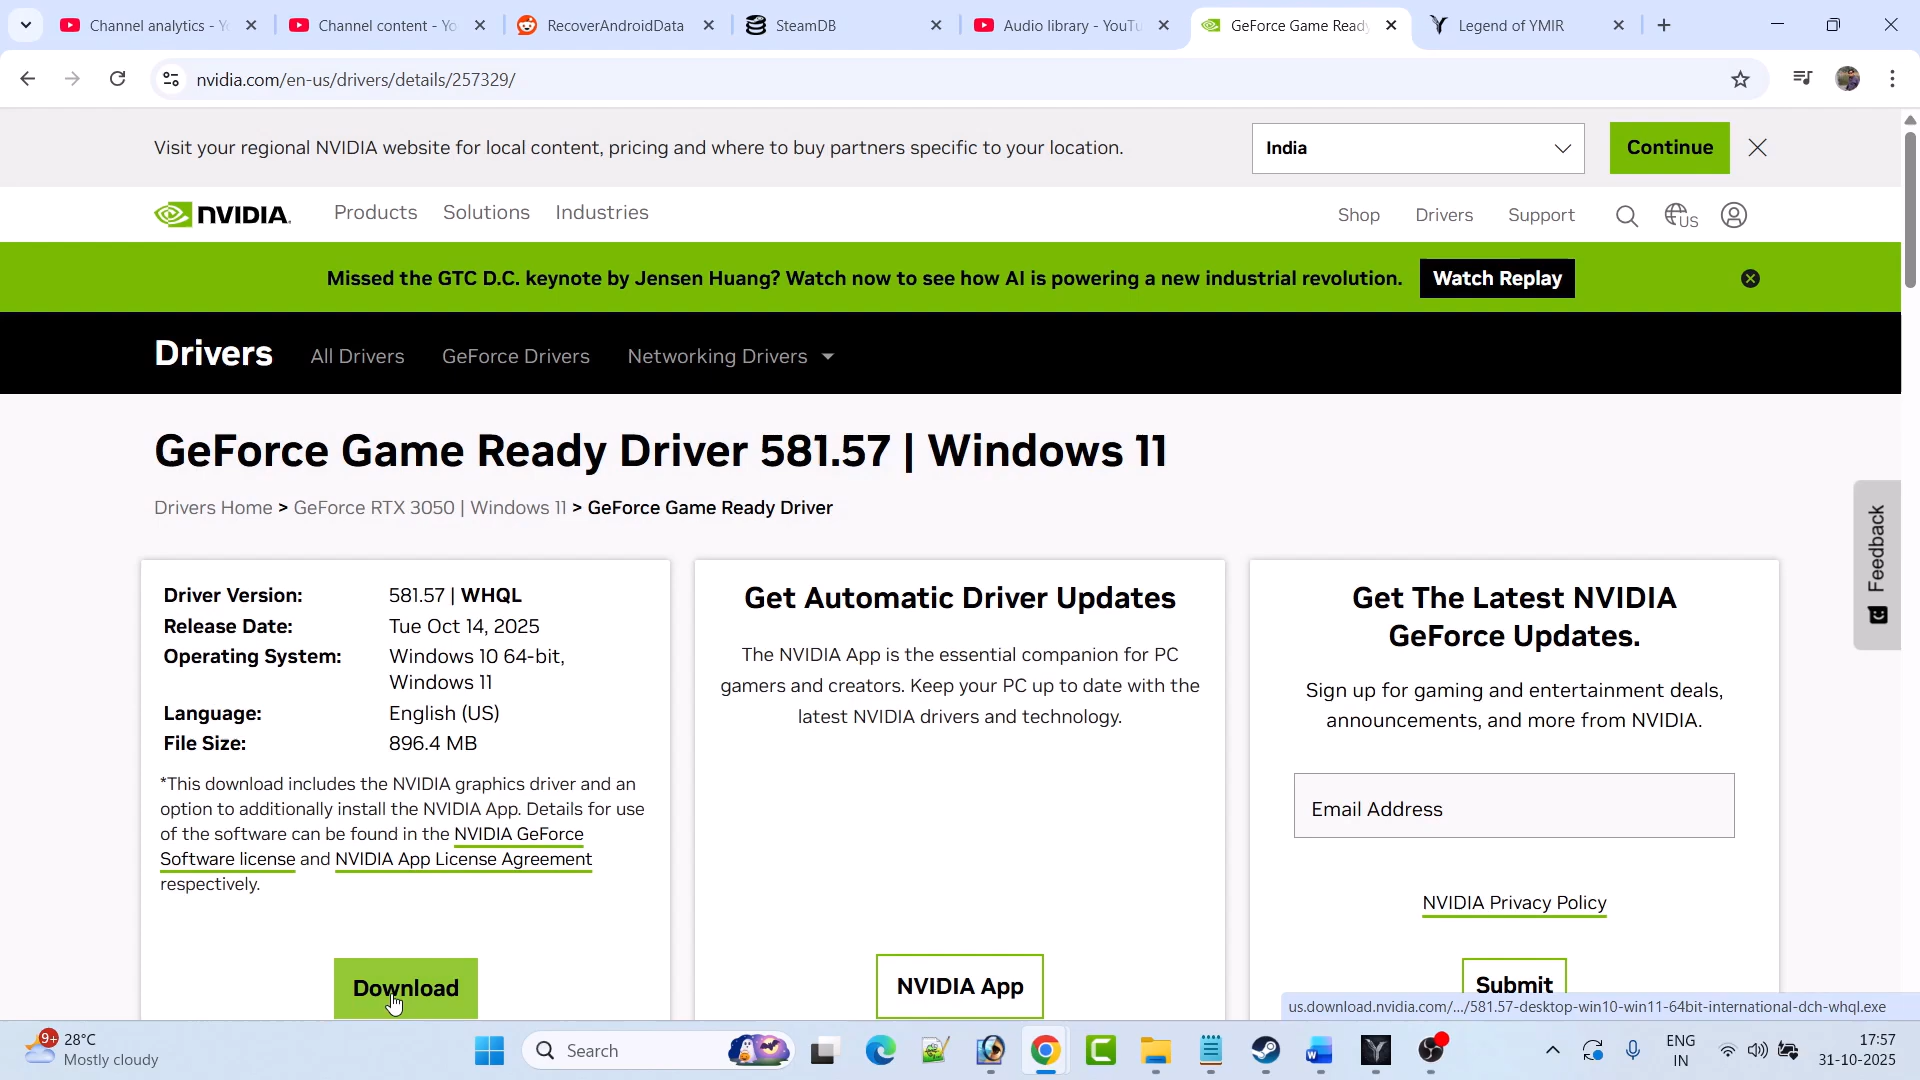 Channel analytics - Yo
Channel content - Yo
RecoverAndroidData
SteamDB
Audio library - YouTu
GeForce Game Ready
Legend of YMIR
nvidia.com/en-us/drivers/details/257329/
Visit your regional NVIDIA website for local content, pricing and where to buy partners specific to your location.
India
Continue
NVIDIA.
Products
Solutions
Industries
Shop
Drivers
Support
US
Missed the GTC D.C. keynote by Jensen Huang? Watch now to see how AI is powering a new industrial revolution.
Watch Replay
Drivers
All Drivers
GeForce Drivers
Networking Drivers
GeForce Game Ready Driver 581.57 | Windows 11
Drivers Home > GeForce RTX 3050 | Windows 11 > GeForce Game Ready Driver
Driver Version: 581.57 | WHQL
Release Date: Tue Oct 14, 2025
Operating System: Windows 10 64-bit,
Windows 11
Language: English (US)
File Size: 896.4 MB
*This download includes the NVIDIA graphics driver and an
option to additionally install the NVIDIA App. Details for use
of the software can be found in the NVIDIA GeForce
Software license and NVIDIA App License Agreement
respectively.
Download
Get Automatic Driver Updates
The NVIDIA App is the essential companion for PC
gamers and creators. Keep your PC up to date with the
latest NVIDIA drivers and technology.
NVIDIA App
Get The Latest NVIDIA
GeForce Updates.
Sign up for gaming and entertainment deals,
announcements, and more from NVIDIA.
Email Address
NVIDIA Privacy Policy
Submit
Feedback
us.download.nvidia.com/.../581.57-desktop-win10-win11-64bit-international-dch-whql.exe
9+
28°C
Mostly cloudy
Search
ENG
IN
17:57
31-10-2025